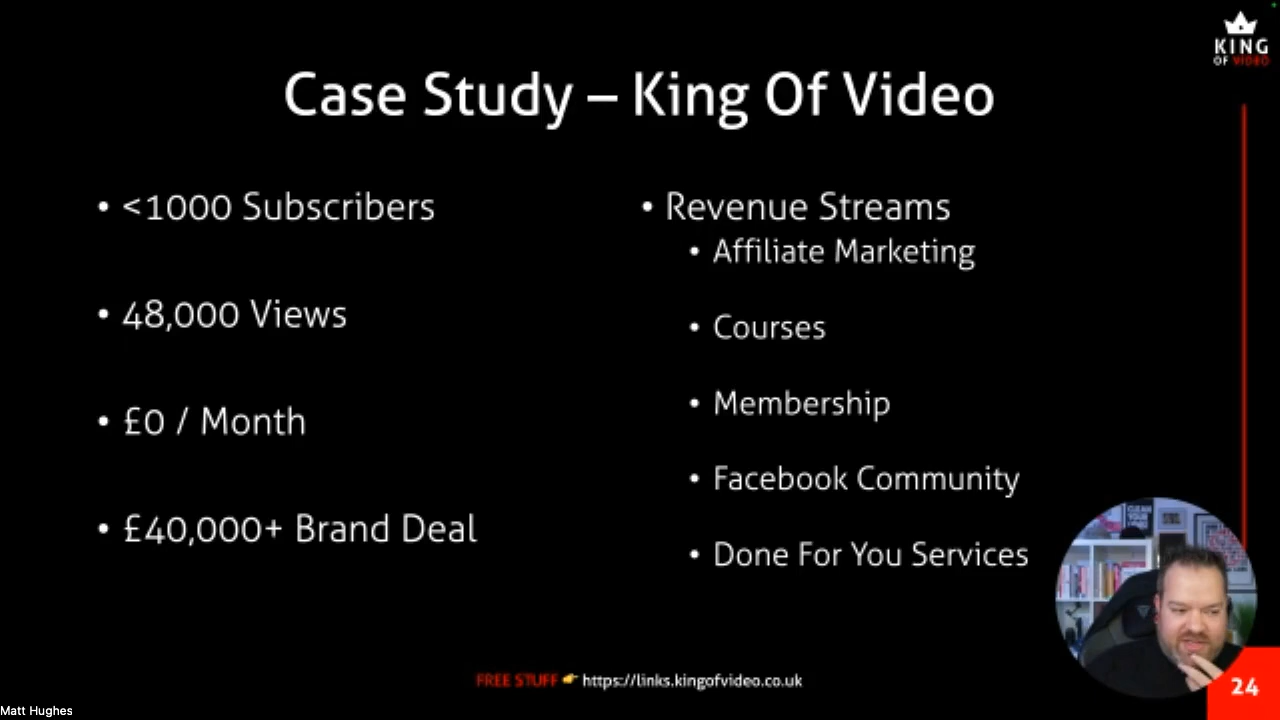 KING
OF VIDEO
Case Study – King Of Video
• <1000 Subscribers
• 48,000 Views
• £0 / Month
• £40,000+ Brand Deal
• Revenue Streams
• Affiliate Marketing
• Courses
• Membership
• Facebook Community
• Done For You Services
FREE STUFF 👉 https://links.kingofvideo.co.uk
24
Matt Hughes